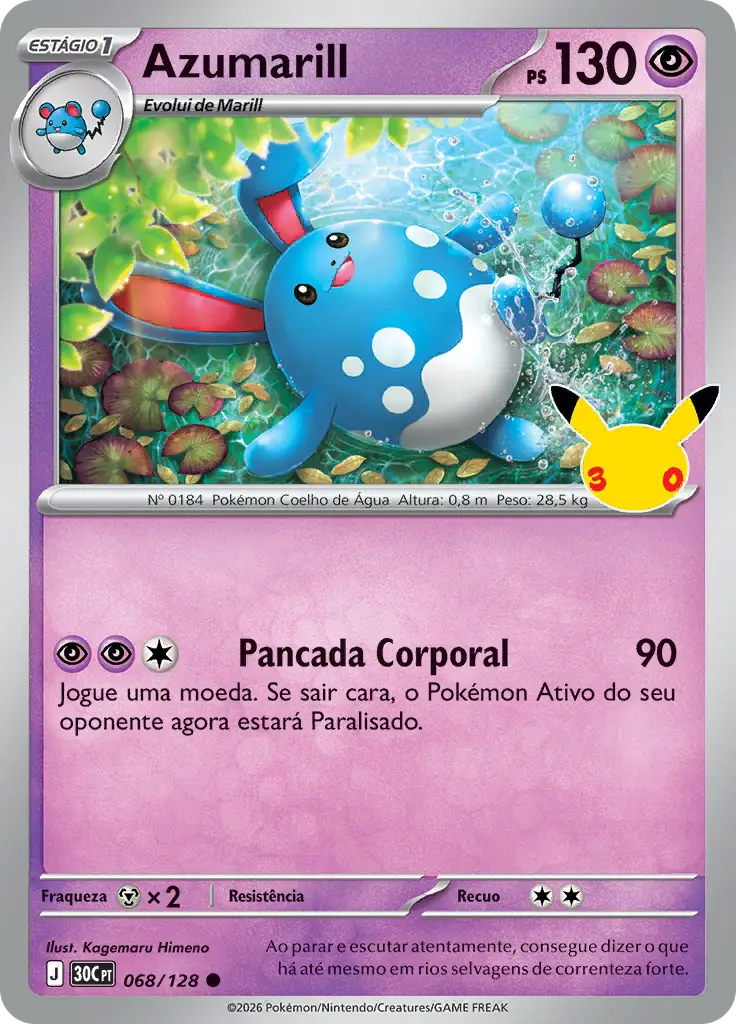 ESTÁGIO 1
Azumarill
PS 130
Evolui de Marill
30
Nº 0184 Pokémon Coelho de Água Altura: 0,8 m Peso: 28,5 kg
Pancada Corporal 90
Jogue uma moeda. Se sair cara, o Pokémon Ativo do seu
oponente agora estará Paralisado.
Fraqueza ×2 Resistência Recuo
Ilust. Kagemaru Himeno
J 30C PT 068/128
Ao parar e escutar atentamente, consegue dizer o que
há até mesmo em rios selvagens de correnteza forte.
©2026 Pokémon/Nintendo/Creatures/GAME FREAK